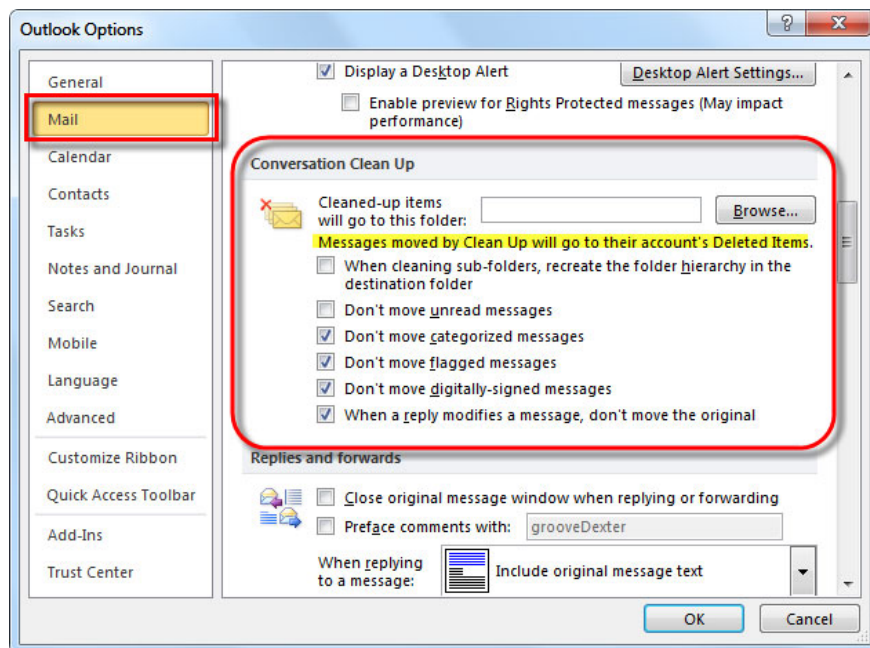 Outlook Options
General
Mail
Calendar
Contacts
Tasks
Notes and Journal
Search
Mobile
Language
Advanced
Customize Ribbon
Quick Access Toolbar
Add-Ins
Trust Center
Display a Desktop Alert
Desktop Alert Settings...
Enable preview for Rights Protected messages (May impact
performance)
Conversation Clean Up
Cleaned-up items
will go to this folder:
Browse...
Messages moved by Clean Up will go to their account's Deleted Items.
When cleaning sub-folders, recreate the folder hierarchy in the
destination folder
Don't move unread messages
Don't move categorized messages
Don't move flagged messages
Don't move digitally-signed messages
When a reply modifies a message, don't move the original
Replies and forwards
Close original message window when replying or forwarding
Preface comments with:
grooveDexter
When replying
to a message:
Include original message text
OK
Cancel